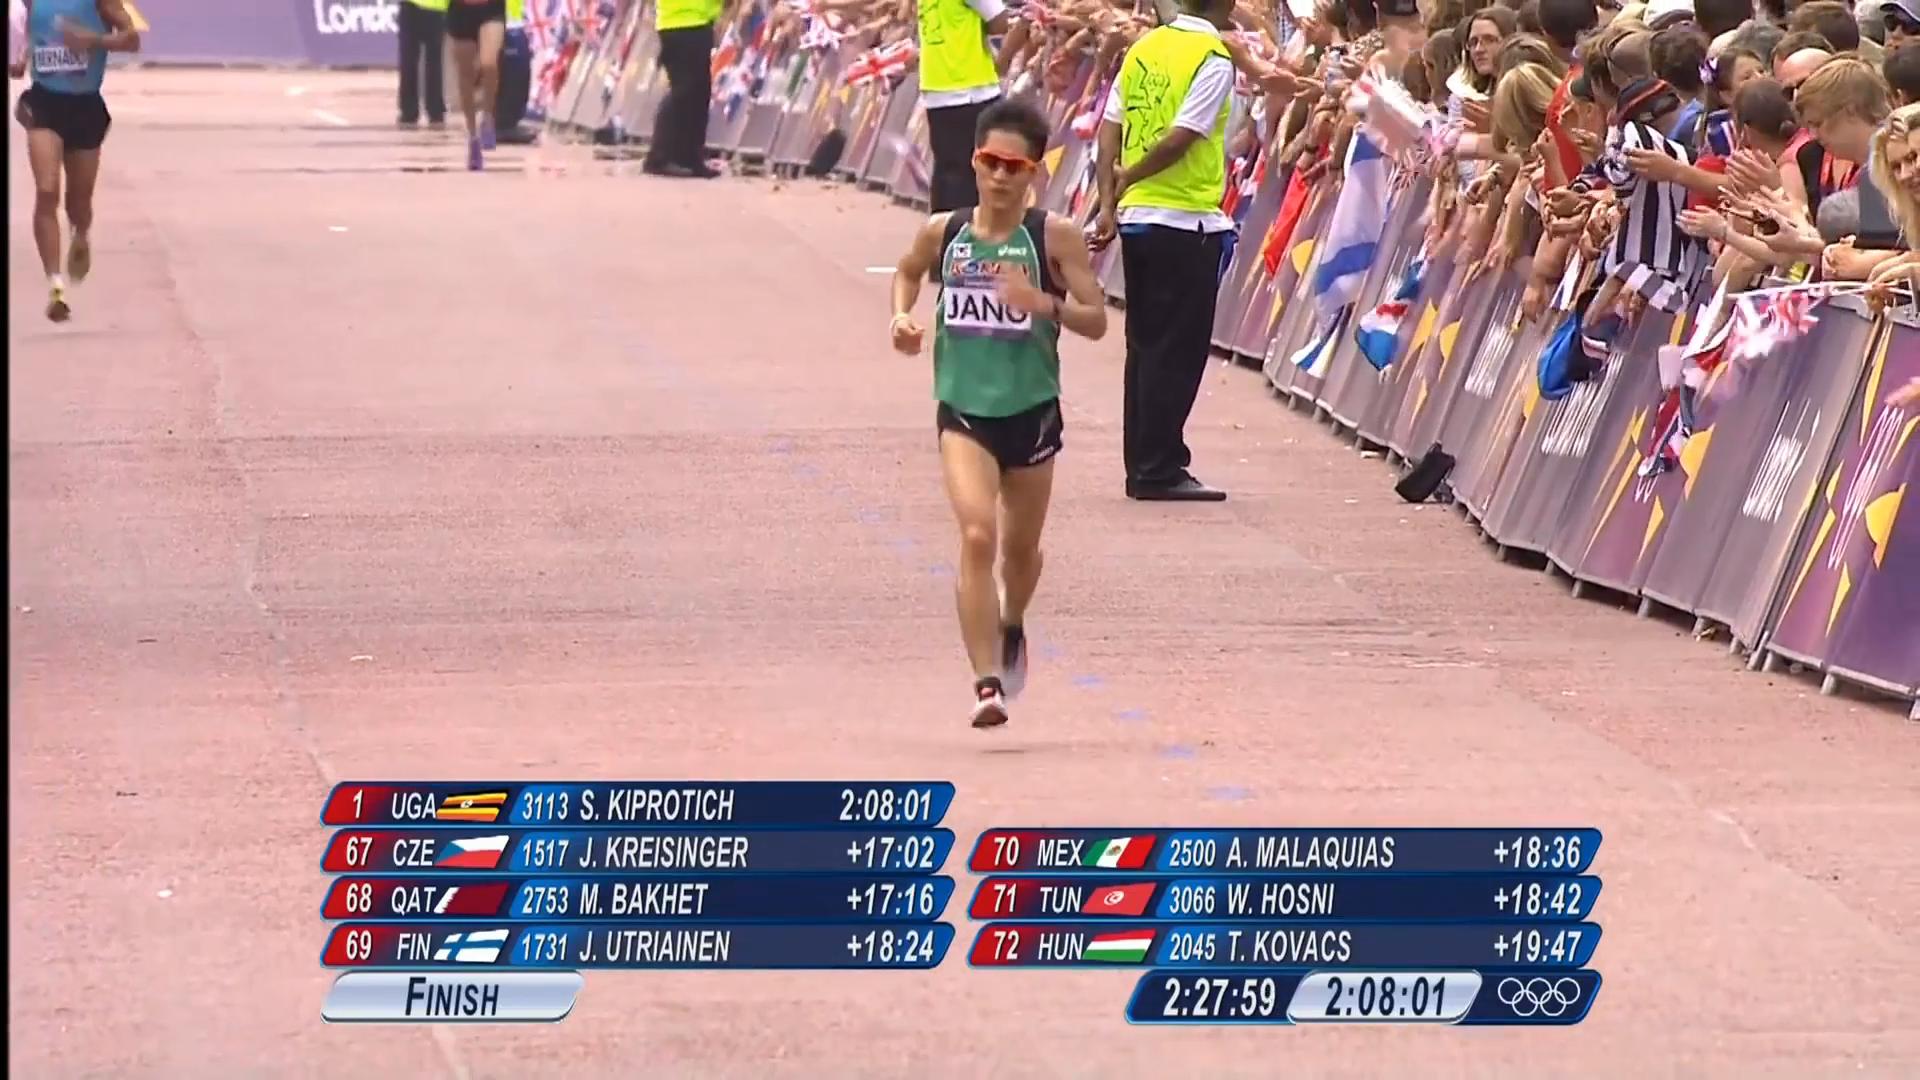 London
JANG
1 UGA 3113 S. KIPROTICH 2:08:01
67 CZE 1517 J. KREISINGER +17:02
68 QAT 2753 M. BAKHET +17:16
69 FIN 1731 J. UTRIAINEN +18:24
70 MEX 2500 A. MALAQUIAS +18:36
71 TUN 3066 W. HOSNI +18:42
72 HUN 2045 T. KOVACS +19:47
FINISH
2:27:59 2:08:01